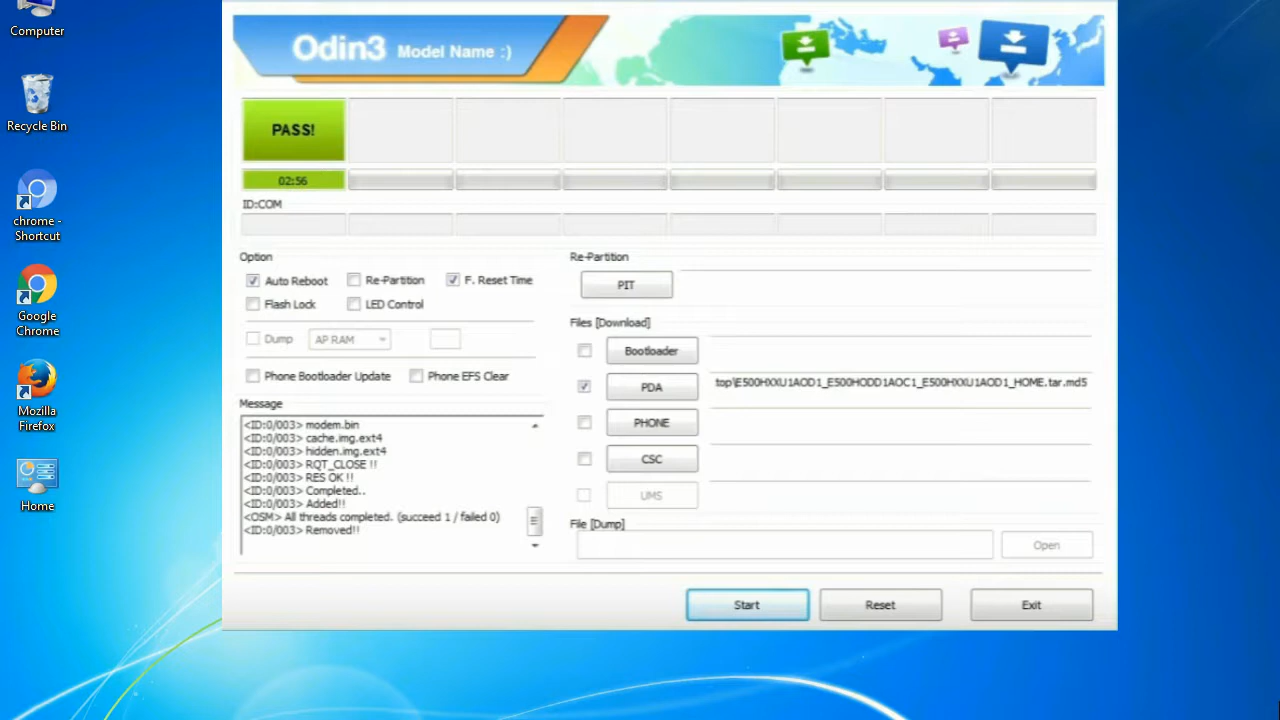 Computer
Recycle Bin
chrome -
Shortcut
Google
Chrome
Mozilla
Firefox
Home
Odin3 Model Name :)
PASS!
02:56
ID:COM
Option
Auto Reboot Re-Partition F. Reset Time
Flash Lock LED Control
Dump AP RAM
Phone Bootloader Update Phone EFS Clear
Message
<ID:0/003> modem.bin
<ID:0/003> cache.img.ext4
<ID:0/003> hidden.img.ext4
<ID:0/003> RQT_CLOSE !!
<ID:0/003> RES OK !!
<ID:0/003> Completed..
<ID:0/003> Added!!
<OSM> All threads completed. (succeed 1 / failed 0)
<ID:0/003> Removed!!
Re-Partition
PIT
Files [Download]
Bootloader
PDA top\E500HXXU1AOD1_E500HODD1AOC1_E500HXXU1AOD1_HOME.tar.md5
PHONE
CSC
UMS
File [Dump]
Open
Start Reset Exit